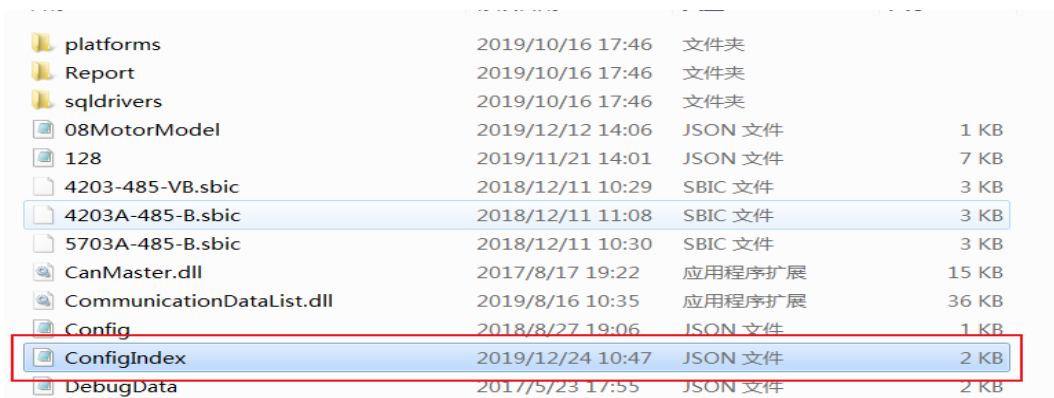 platforms 2019/10/16 17:46 文件夹
Report 2019/10/16 17:46 文件夹
sqldrivers 2019/10/16 17:46 文件夹
08MotorModel 2019/12/12 14:06 JSON 文件 1 KB
128 2019/11/21 14:01 JSON 文件 7 KB
4203-485-VB.sbic 2018/12/11 10:29 SBIC 文件 3 KB
4203A-485-B.sbic 2018/12/11 11:08 SBIC 文件 3 KB
5703A-485-B.sbic 2018/12/11 10:30 SBIC 文件 3 KB
CanMaster.dll 2017/8/17 19:22 应用程序扩展 15 KB
CommunicationDataList.dll 2019/8/16 10:35 应用程序扩展 36 KB
Config 2018/8/27 19:06 JSON 文件 1 KB
ConfigIndex 2019/12/24 10:47 JSON 文件 2 KB
DebugData 2017/5/23 17:55 JSON 文件 2 KB